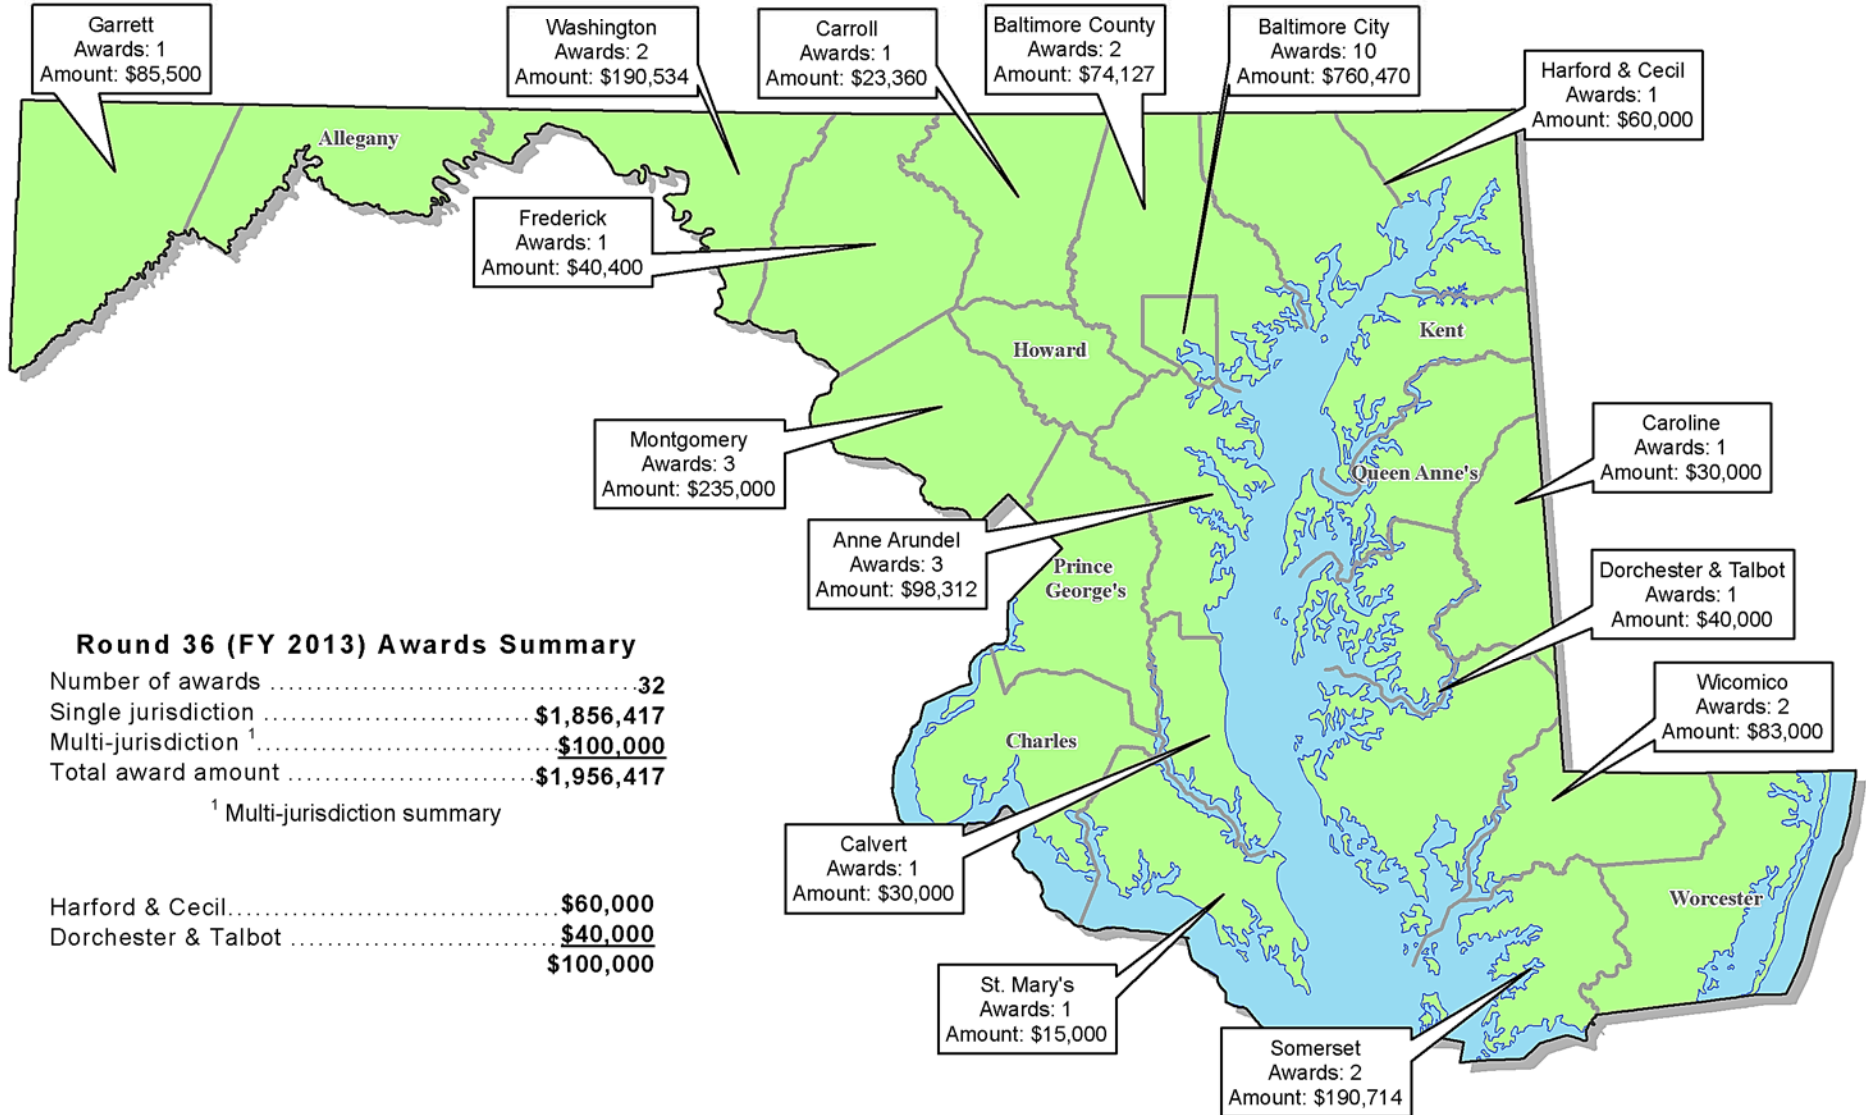 Garrett
Awards: 1
Amount: $85,500
Washington
Awards: 2
Amount: $190,534
Carroll
Awards: 1
Amount: $23,360
Baltimore County
Awards: 2
Amount: $74,127
Baltimore City
Awards: 10
Amount: $760,470
Harford & Cecil
Awards: 1
Amount: $60,000
Allegany
Frederick
Awards: 1
Amount: $40,400
Howard
Kent
Montgomery
Awards: 3
Amount: $235,000
Caroline
Awards: 1
Amount: $30,000
Queen Anne's
Anne Arundel
Awards: 3
Amount: $98,312
Prince
George's
Dorchester & Talbot
Awards: 1
Amount: $40,000
Wicomico
Awards: 2
Amount: $83,000
Charles
Calvert
Awards: 1
Amount: $30,000
Worcester
St. Mary's
Awards: 1
Amount: $15,000
Somerset
Awards: 2
Amount: $190,714
Round 36 (FY 2013) Awards Summary
Number of awards ........................................32
Single jurisdiction .............................$1,856,417
Multi-jurisdiction 1.................................$100,000
Total award amount ...........................$1,956,417
1 Multi-jurisdiction summary
Harford & Cecil....................................$60,000
Dorchester & Talbot .............................$40,000
$100,000